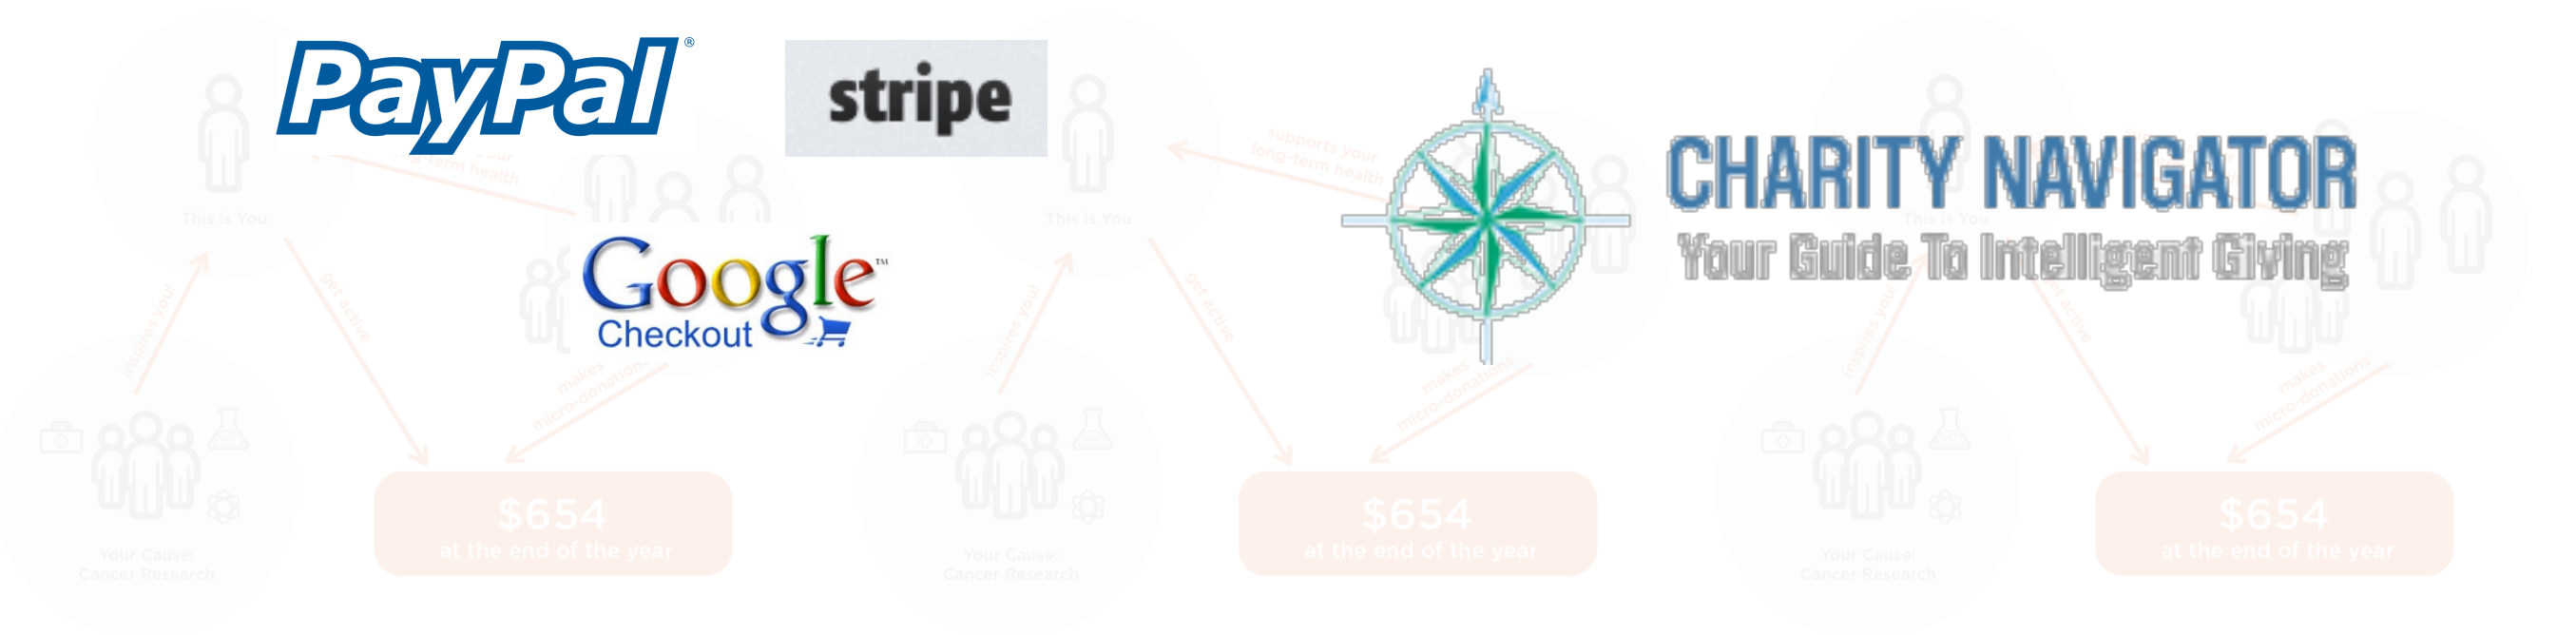 PayPal®
stripe
Google™
Checkout
CHARITY NAVIGATOR
Your Guide To Intelligent Giving
This is You
long-term health
inspires you!
get active
makes
micro-donations
Your Cause:
Cancer Research
$654
at the end of the year
This is You
supports your
long-term health
inspires you!
get active
makes
micro-donations
Your Cause:
Cancer Research
$654
at the end of the year
This is You
inspires you!
get active
makes
micro-donations
Your Cause:
Cancer Research
$654
at the end of the year